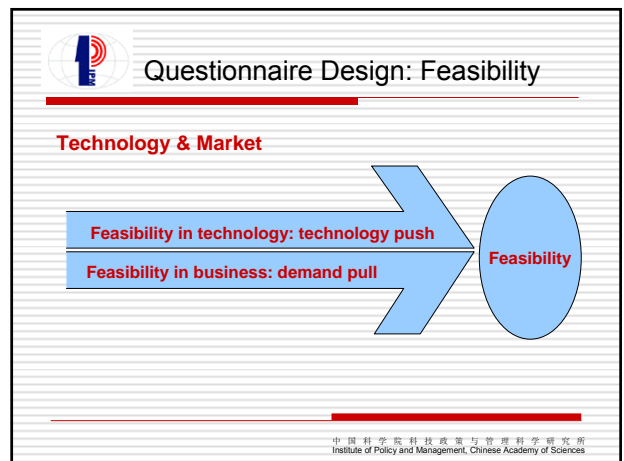 IPM
Questionnaire Design: Feasibility
Technology & Market
Feasibility in technology: technology push
Feasibility in business: demand pull
Feasibility
中国科学院科技政策与管理科学研究所
Institute of Policy and Management, Chinese Academy of Sciences